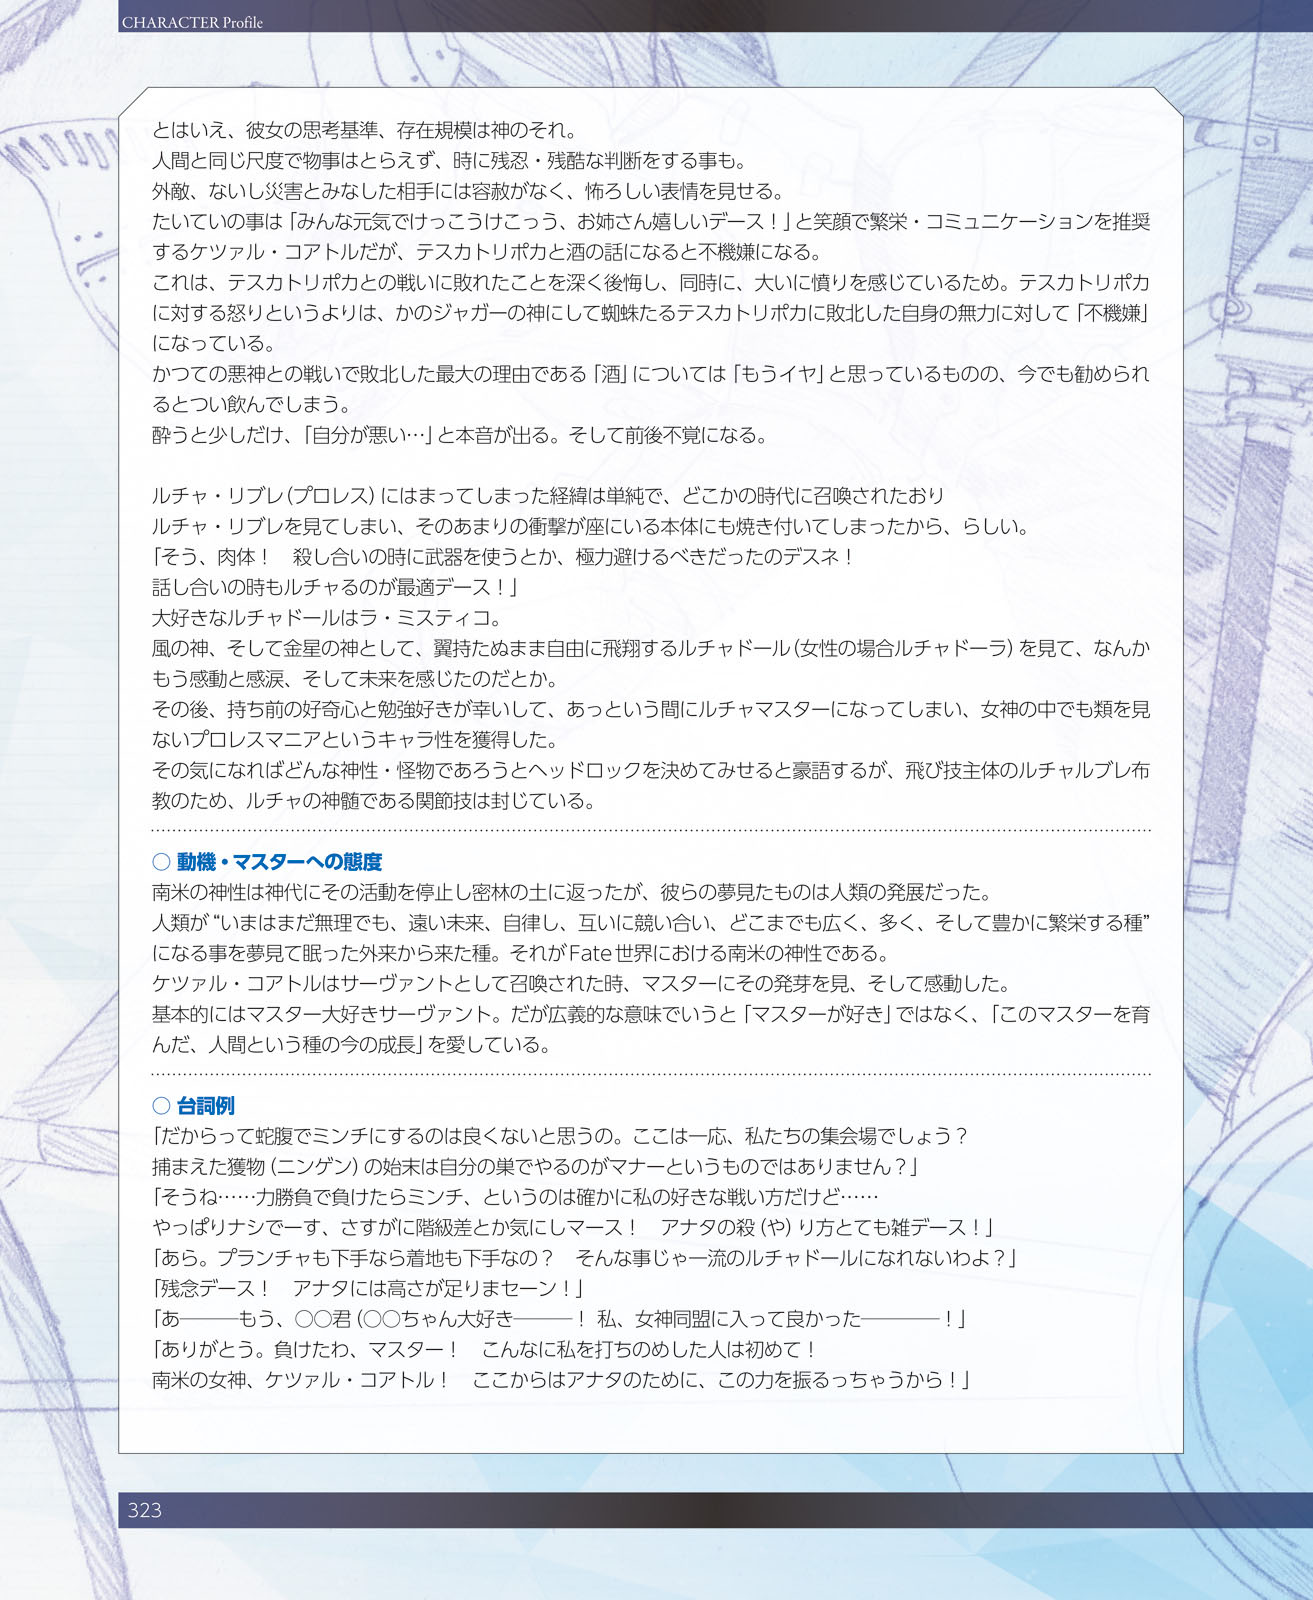 CHARACTER Profile
とはいえ、彼女の思考基準、存在規模は神のそれ。
人間と同じ尺度で物事はとらえず、時に残忍・残酷な判断をする事も。
外敵、ないし災害とみなした相手には容赦がなく、怖ろしい表情を見せる。
たいていの事は「みんな元気でけっこうけこっう、お姉さん嬉しいデース！」と笑顔で繁栄・コミュニケーションを推奨
するケツァル・コアトルだが、テスカトリポカと酒の話になると不機嫌になる。
これは、テスカトリポカとの戦いに敗れたことを深く後悔し、同時に、大いに憤りを感じているため。テスカトリポカ
に対する怒りというよりは、かのジャガーの神にして蜘蛛たるテスカトリポカに敗北した自身の無力に対して「不機嫌」
になっている。
かつての悪神との戦いで敗北した最大の理由である「酒」については「もうイヤ」と思っているものの、今でも勧められ
るとつい飲んでしまう。
酔うと少しだけ、「自分が悪い…」と本音が出る。そして前後不覚になる。
ルチャ・リブレ（プロレス）にはまってしまった経緯は単純で、どこかの時代に召喚されたおり
ルチャ・リブレを見てしまい、そのあまりの衝撃が座にいる本体にも焼き付いてしまったから、らしい。
「そう、肉体！　殺し合いの時に武器を使うとか、極力避けるべきだったのデスネ！
話し合いの時もルチャるのが最適デース！」
大好きなルチャドールはラ・ミスティコ。
風の神、そして金星の神として、翼持たぬまま自由に飛翔するルチャドール（女性の場合ルチャドーラ）を見て、なんか
もう感動と感涙、そして未来を感じたのだとか。
その後、持ち前の好奇心と勉強好きが幸いして、あっという間にルチャマスターになってしまい、女神の中でも類を見
ないプロレスマニアというキャラ性を獲得した。
その気になればどんな神性・怪物であろうとヘッドロックを決めてみせると豪語するが、飛び技主体のルチャルブレ布
教のため、ルチャの神髄である関節技は封じている。
○ 動機・マスターへの態度
南米の神性は神代にその活動を停止し密林の土に返ったが、彼らの夢見たものは人類の発展だった。
人類が“いまはまだ無理でも、遠い未来、自律し、互いに競い合い、どこまでも広く、多く、そして豊かに繁栄する種”
になる事を夢見て眠った外来から来た種。それがFate世界における南米の神性である。
ケツァル・コアトルはサーヴァントとして召喚された時、マスターにその発芽を見、そして感動した。
基本的にはマスター大好きサーヴァント。だが広義的な意味でいうと「マスターが好き」ではなく、「このマスターを育
んだ、人間という種の今の成長」を愛している。
○ 台詞例
「だからって蛇腹でミンチにするのは良くないと思うの。ここは一応、私たちの集会場でしょう？
捕まえた獲物（ニンゲン）の始末は自分の巣でやるのがマナーというものではありません？」
「そうね……力勝負で負けたらミンチ、というのは確かに私の好きな戦い方だけど……
やっぱりナシでーす、さすがに階級差とか気にしマース！　アナタの殺（や）り方とても雑デース！」
「あら。プランチャも下手なら着地も下手なの？　そんな事じゃ一流のルチャドールになれないわよ？」
「残念デース！　アナタには高さが足りまセーン！」
「あ───もう、○○君（○○ちゃん大好き───！ 私、女神同盟に入って良かった────！」
「ありがとう。負けたわ、マスター！　こんなに私を打ちのめした人は初めて！
南米の女神、ケツァル・コアトル！　ここからはアナタのために、この力を振るっちゃうから！」
323